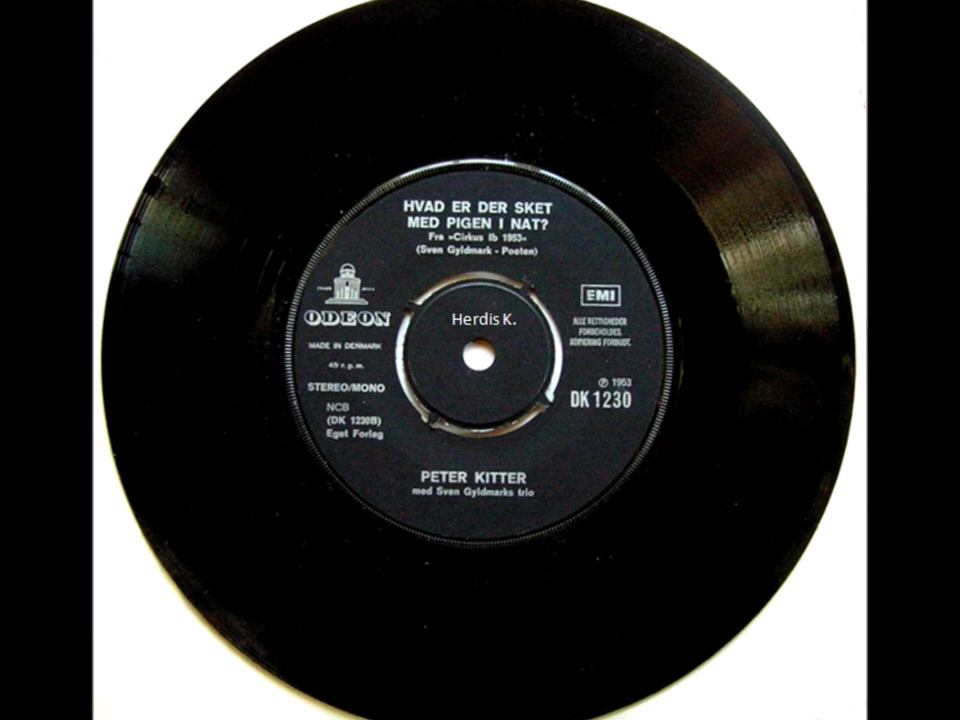 HVAD ER DER SKET
MED PIGEN I NAT?
Fra »Cirkus Ib 1953«
(Sven Gyldmark - Poeten)
TRADE MARK
ODEON
MADE IN DENMARK
45 r.p.m.
STEREO/MONO
NCB
(DK 1230B)
Eget Forlag
Herdis K.
EMI
ALLE RETTIGHEDER
FORBEHOLDES.
KOPIERING FORBUDT.
℗ 1953
DK 1230
PETER KITTER
med Sven Gyldmarks trio